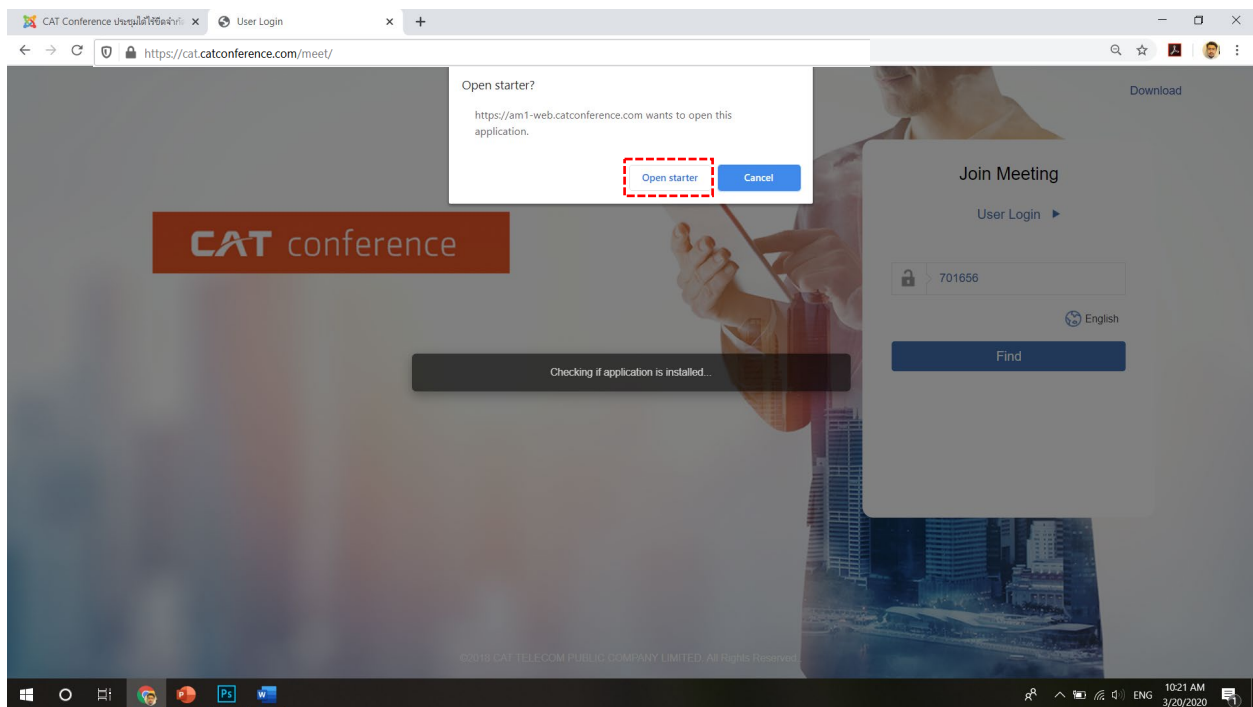 CAT Conference ประชุมได้ไร้ขีดจำกั
User Login
https://cat.catconference.com/meet/
Open starter?
https://am1-web.catconference.com wants to open this
application.
Open starter
Cancel
Download
Join Meeting
User Login
CAT conference
701656
English
Find
Checking if application is installed...
©2018 CAT TELECOM PUBLIC COMPANY LIMITED. All Rights Reserved.
Ps
ENG
10:21 AM
3/20/2020
1